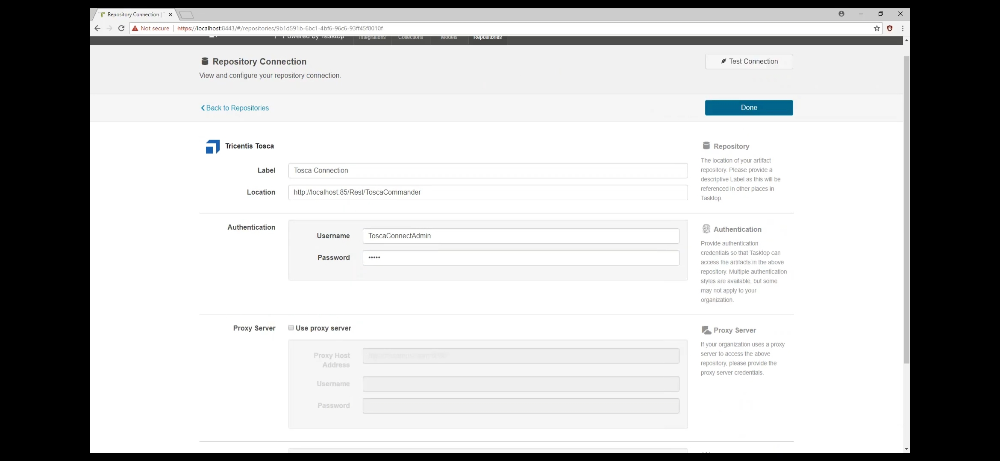 Repository Connection |
Not secure | https://localhost:8443/#/repositories/9b1d591b-6bc1-4bf6-96c6-93ff45f8010f
Powered by Tasktop Integrations Collections Models Repositories
Repository Connection
Test Connection
View and configure your repository connection.
Back to Repositories
Done
Tricentis Tosca
Label Tosca Connection
Location http://localhost:85/Rest/ToscaCommander
Repository
The location of your artifact
repository. Please provide a
descriptive Label as this will be
referenced in other places in
Tasktop.
Authentication
Username ToscaConnectAdmin
Password •••••
Authentication
Provide authentication
credentials so that Tasktop can
access the artifacts in the above
repository. Multiple authentication
styles are available, but some
may not apply to your
organization.
Proxy Server Use proxy server
Proxy Host
Address
Username
Password
Proxy Server
If your organization uses a proxy
server to access the above
repository, please provide the
proxy server credentials.